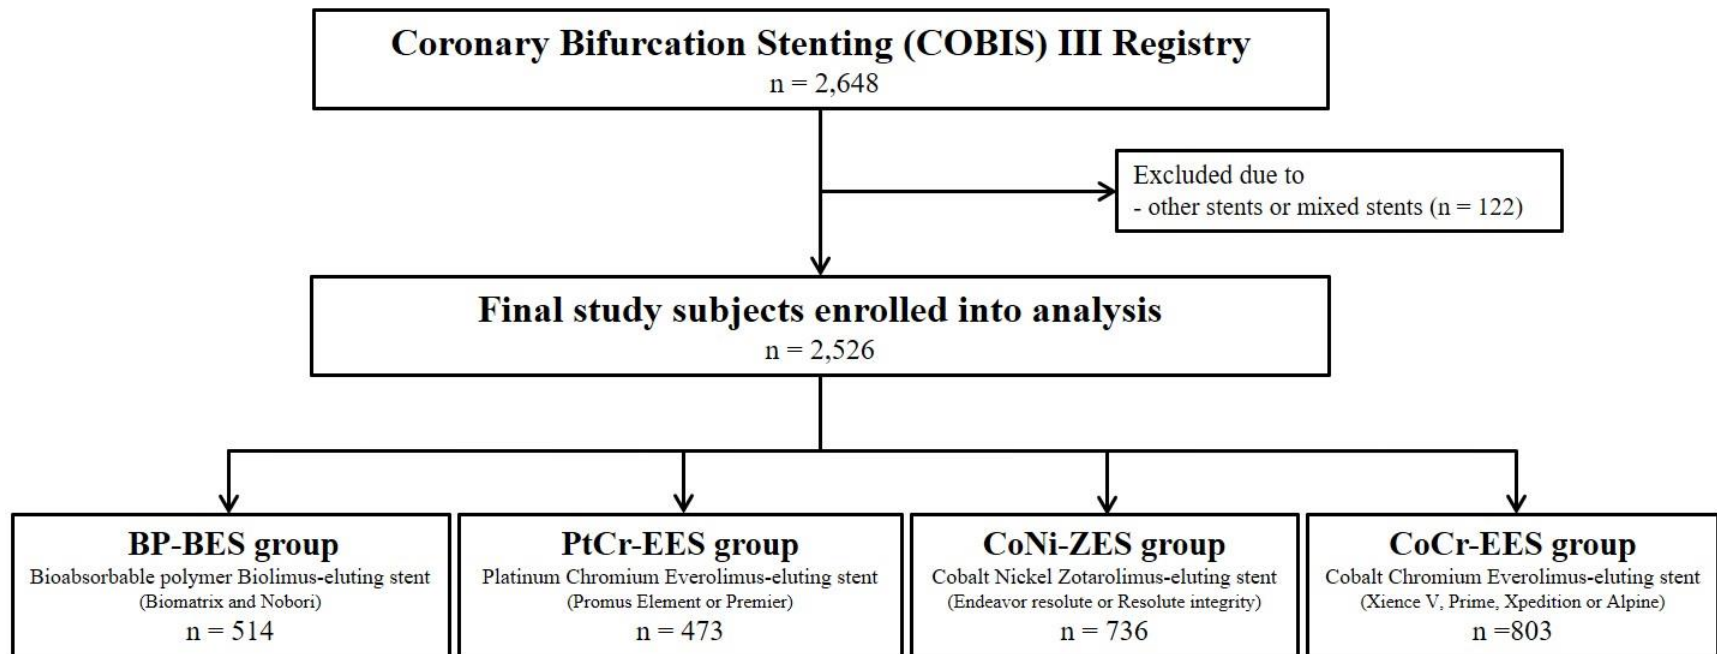 Coronary Bifurcation Stenting (COBIS) III Registry
n = 2,648
Excluded due to
- other stents or mixed stents (n = 122)
Final study subjects enrolled into analysis
n = 2,526
BP-BES group
Bioabsorbable polymer Biolimus-eluting stent
(Biomatrix and Nobori)
n = 514
PtCr-EES group
Platinum Chromium Everolimus-eluting stent
(Promus Element or Premier)
n = 473
CoNi-ZES group
Cobalt Nickel Zotarolimus-eluting stent
(Endeavor resolute or Resolute integrity)
n = 736
CoCr-EES group
Cobalt Chromium Everolimus-eluting stent
(Xience V, Prime, Xpedition or Alpine)
n =803